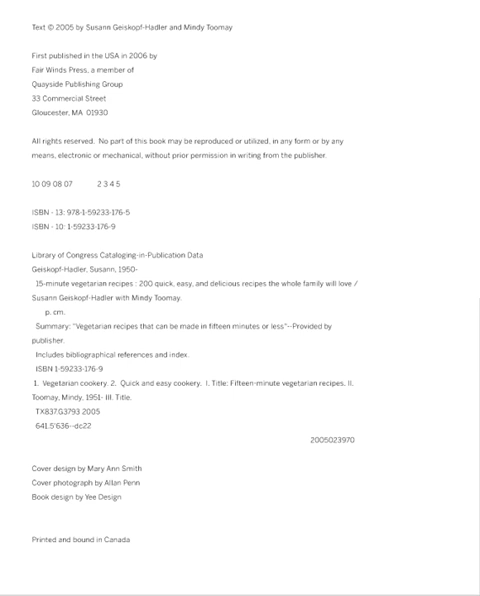 Text © 2005 by Susann Geiskopf-Hadler and Mindy Toomay
First published in the USA in 2006 by
Fair Winds Press, a member of
Quayside Publishing Group
33 Commercial Street
Gloucester, MA 01930
All rights reserved. No part of this book may be reproduced or utilized, in any form or by any
means, electronic or mechanical, without prior permission in writing from the publisher.
10 09 08 07 2 3 4 5
ISBN - 13: 978-1-59233-176-5
ISBN - 10: 1-59233-176-9
Library of Congress Cataloging-in-Publication Data
Geiskopf-Hadler, Susann, 1950-
15-minute vegetarian recipes : 200 quick, easy, and delicious recipes the whole family will love /
Susann Geiskopf-Hadler with Mindy Toomay.
p. cm.
Summary: "Vegetarian recipes that can be made in fifteen minutes or less"--Provided by
publisher.
Includes bibliographical references and index.
ISBN 1-59233-176-9
1. Vegetarian cookery. 2. Quick and easy cookery. I. Title: Fifteen-minute vegetarian recipes. II.
Toomay, Mindy, 1951- III. Title.
TX837.G3793 2005
641.5'636--dc22
2005023970
Cover design by Mary Ann Smith
Cover photograph by Allan Penn
Book design by Yee Design
Printed and bound in Canada